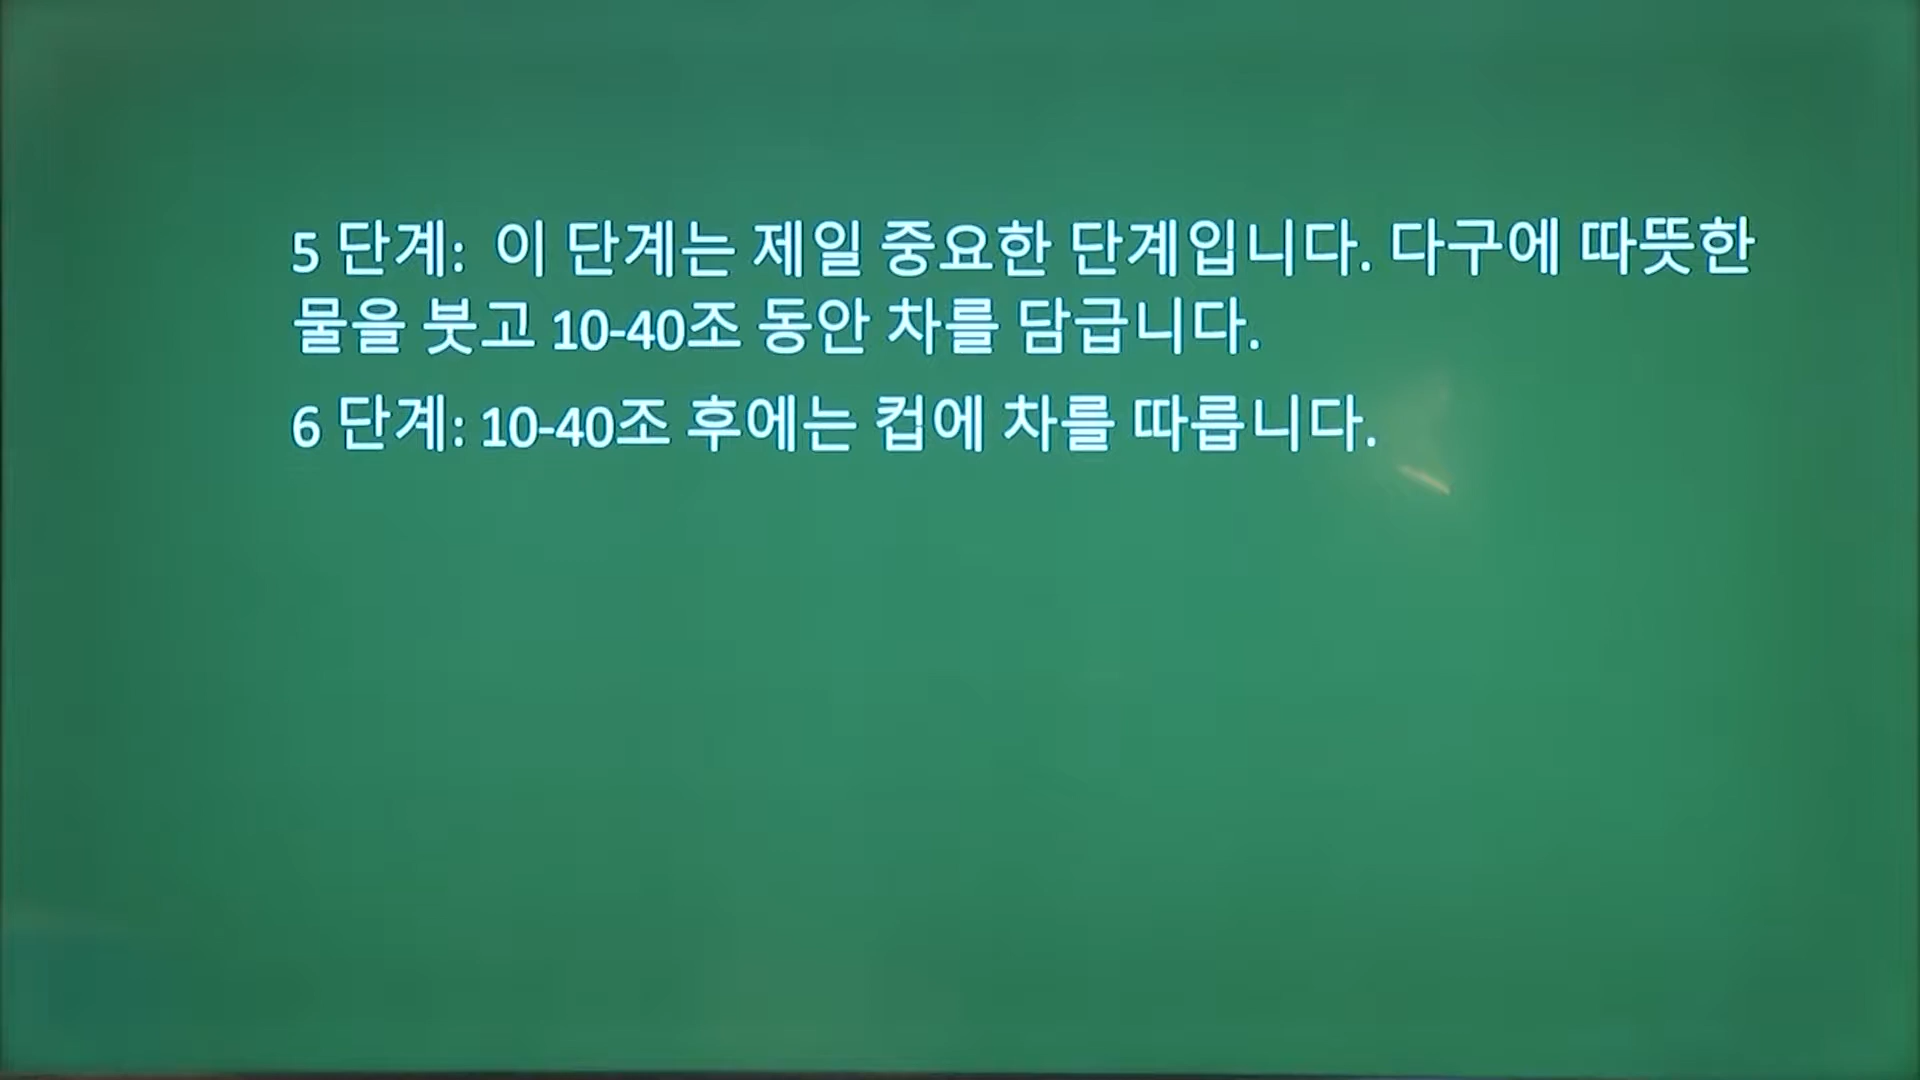 5 단계:  이 단계는 제일 중요한 단계입니다. 다구에 따뜻한
물을 붓고 10-40조 동안 차를 담급니다.
6 단계: 10-40조 후에는 컵에 차를 따릅니다.